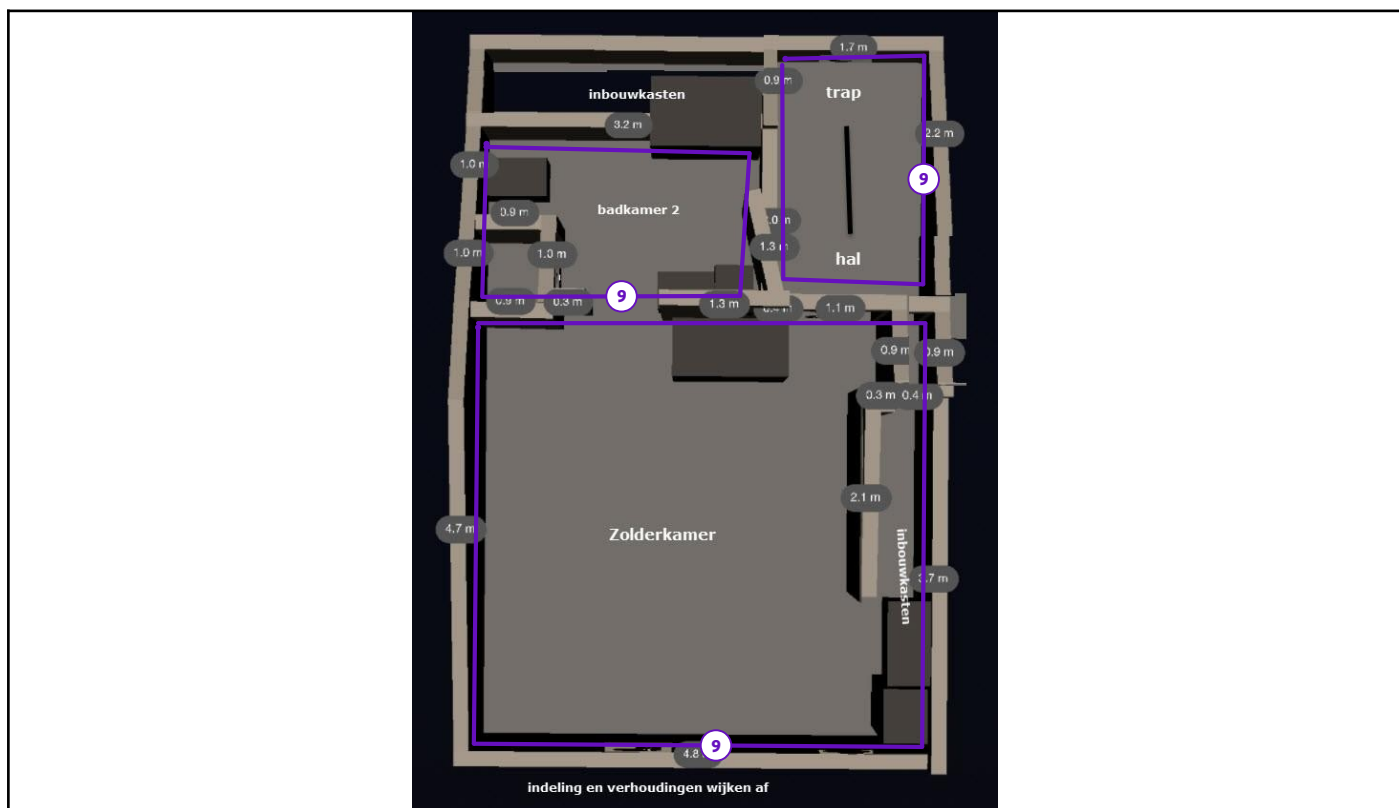 1.7 m
0.9 m
trap
inbouwkasten
3.2 m
2.2 m
1.0 m
9
0.9 m
badkamer 2
1.3 m
1.0 m
1.0 m
hal
9
0.9 m
0.3 m
1.3 m
1.1 m
0.9 m
0.9 m
0.3 m
0.4 m
2.1 m
4.7 m
Zolderkamer
inbouwkasten
9
indeling en verhoudingen wijken af